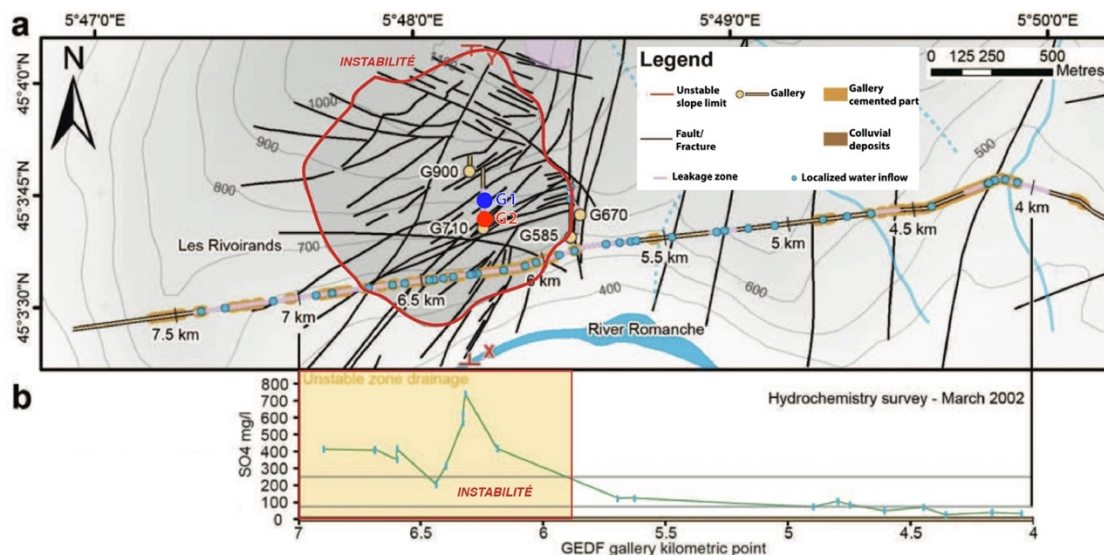 a
5°47'0"E 5°48'0"E 5°49'0"E 5°50'0"E
45°4'0"N
45°3'45"N
45°3'30"N
N
INSTABILITÉ
Y
1000
900
800
700
500
400
600
G900
G1
G2
G710
G585
G670
Les Rivoirands
River Romanche
X
7.5 km
7 km
6.5 km
6 km
5.5 km
5 km
4.5 km
4 km
Legend
Unstable slope limit
Gallery
Gallery cemented part
Fault/ Fracture
Colluvial deposits
Leakage zone
Localized water inflow
0 125 250 500
Metres
b
Unstable zone drainage
Hydrochemistry survey - March 2002
INSTABILITÉ
SO4 mg/l
800
700
600
500
400
300
200
100
0
7 6.5 6 5.5 5 4.5 4
GEDF gallery kilometric point